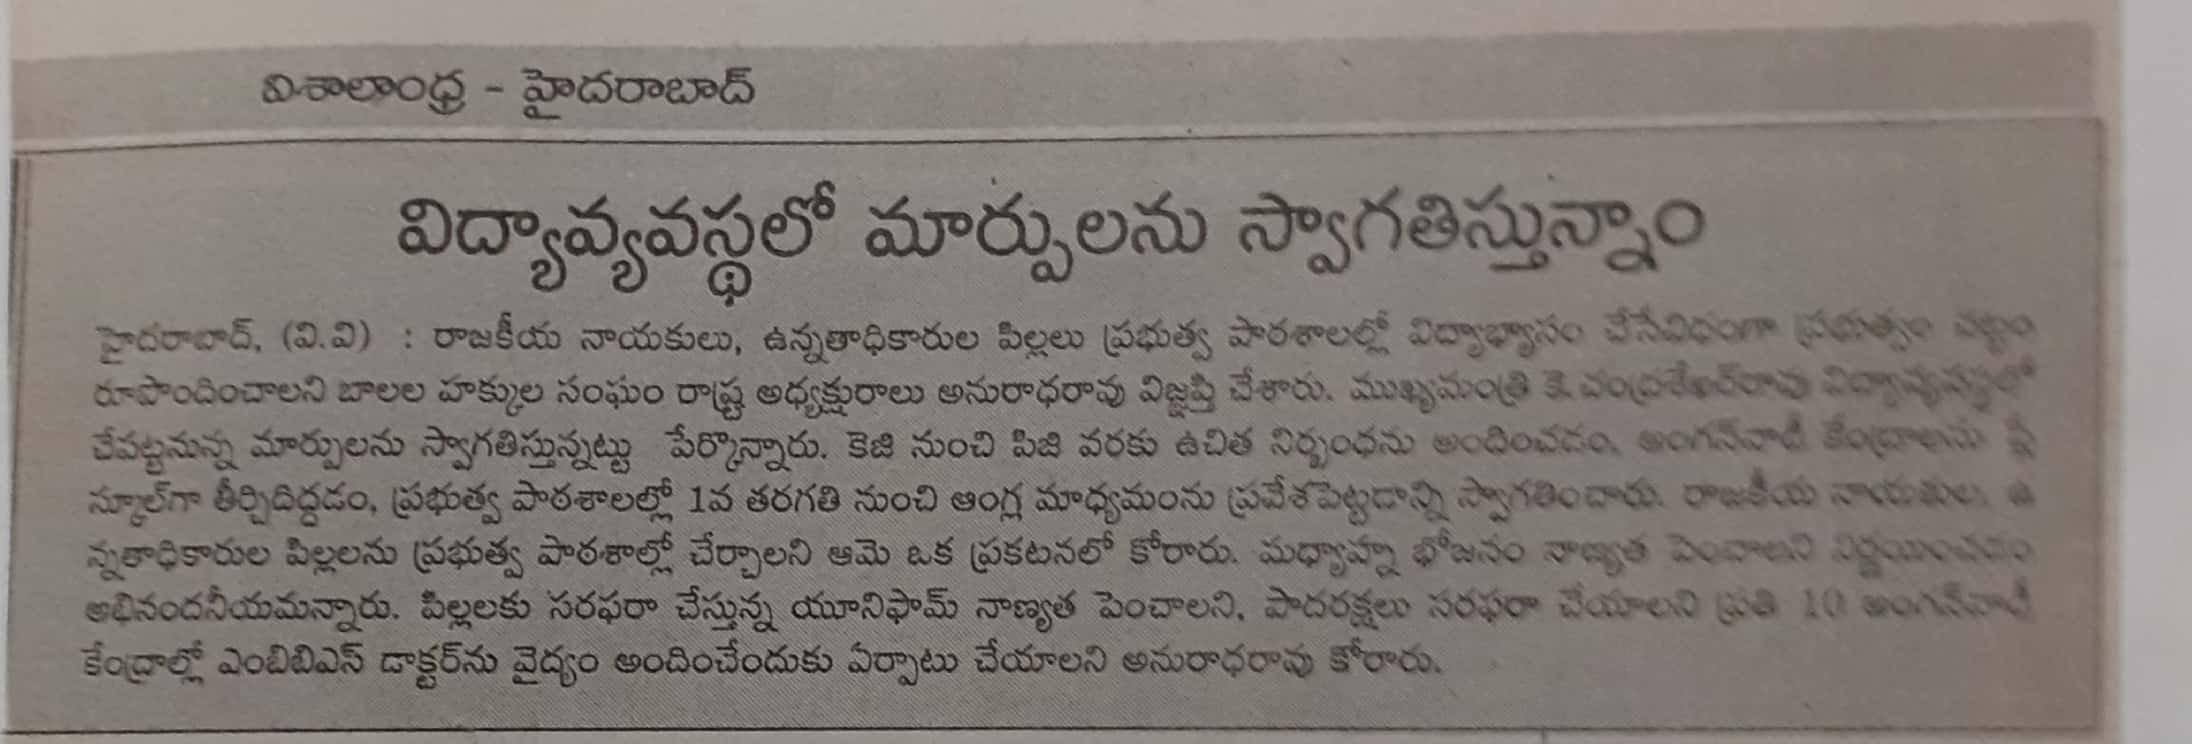 విశాలాంధ్ర - హైదరాబాద్
విద్యావ్యవస్థలో మార్పులను స్వాగతిస్తున్నాం
హైదరాబాద్, (వి.వి) : రాజకీయ నాయకులు, ఉన్నతాధికారుల పిల్లలు ప్రభుత్వ పాఠశాలల్లో విద్యాభ్యాసం చేసేవిధంగా ప్రభుత్వం చట్టం
రూపొందించాలని బాలల హక్కుల సంఘం రాష్ట్ర అధ్యక్షురాలు అనురాధరావు విజ్ఞప్తి చేశారు. ముఖ్యమంత్రి కె.చంద్రశేఖర్‌రావు విద్యావ్యవస్థలో
చేపట్టనున్న మార్పులను స్వాగతిస్తున్నట్టు పేర్కొన్నారు. కెజి నుంచి పిజి వరకు ఉచిత నిర్బంధను అందించడం, అంగన్‌వాడీ కేంద్రాలను ప్లే
స్కూల్‌గా తీర్చిదిద్దడం, ప్రభుత్వ పాఠశాలల్లో 1వ తరగతి నుంచి ఆంగ్ల మాధ్యమంను ప్రవేశపెట్టడాన్ని స్వాగతించారు. రాజకీయ నాయకులు, ఉ
న్నతాధికారుల పిల్లలను ప్రభుత్వ పాఠశాల్లో చేర్చాలని ఆమె ఒక ప్రకటనలో కోరారు. మధ్యాహ్న భోజనం నాణ్యత పెంచాలని నిర్ణయించడం
అభినందనీయమన్నారు. పిల్లలకు సరఫరా చేస్తున్న యూనిఫామ్ నాణ్యత పెంచాలని, పాదరక్షలు సరఫరా చేయాలని ప్రతి 10 అంగన్‌వాడీ
కేంద్రాల్లో ఎంబిబిఎస్ డాక్టర్‌ను వైద్యం అందించేందుకు ఏర్పాటు చేయాలని అనురాధరావు కోరారు.